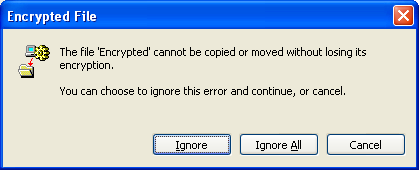 Encrypted File
The file 'Encrypted' cannot be copied or moved without losing its
encryption.
You can choose to ignore this error and continue, or cancel.
Ignore Ignore All Cancel